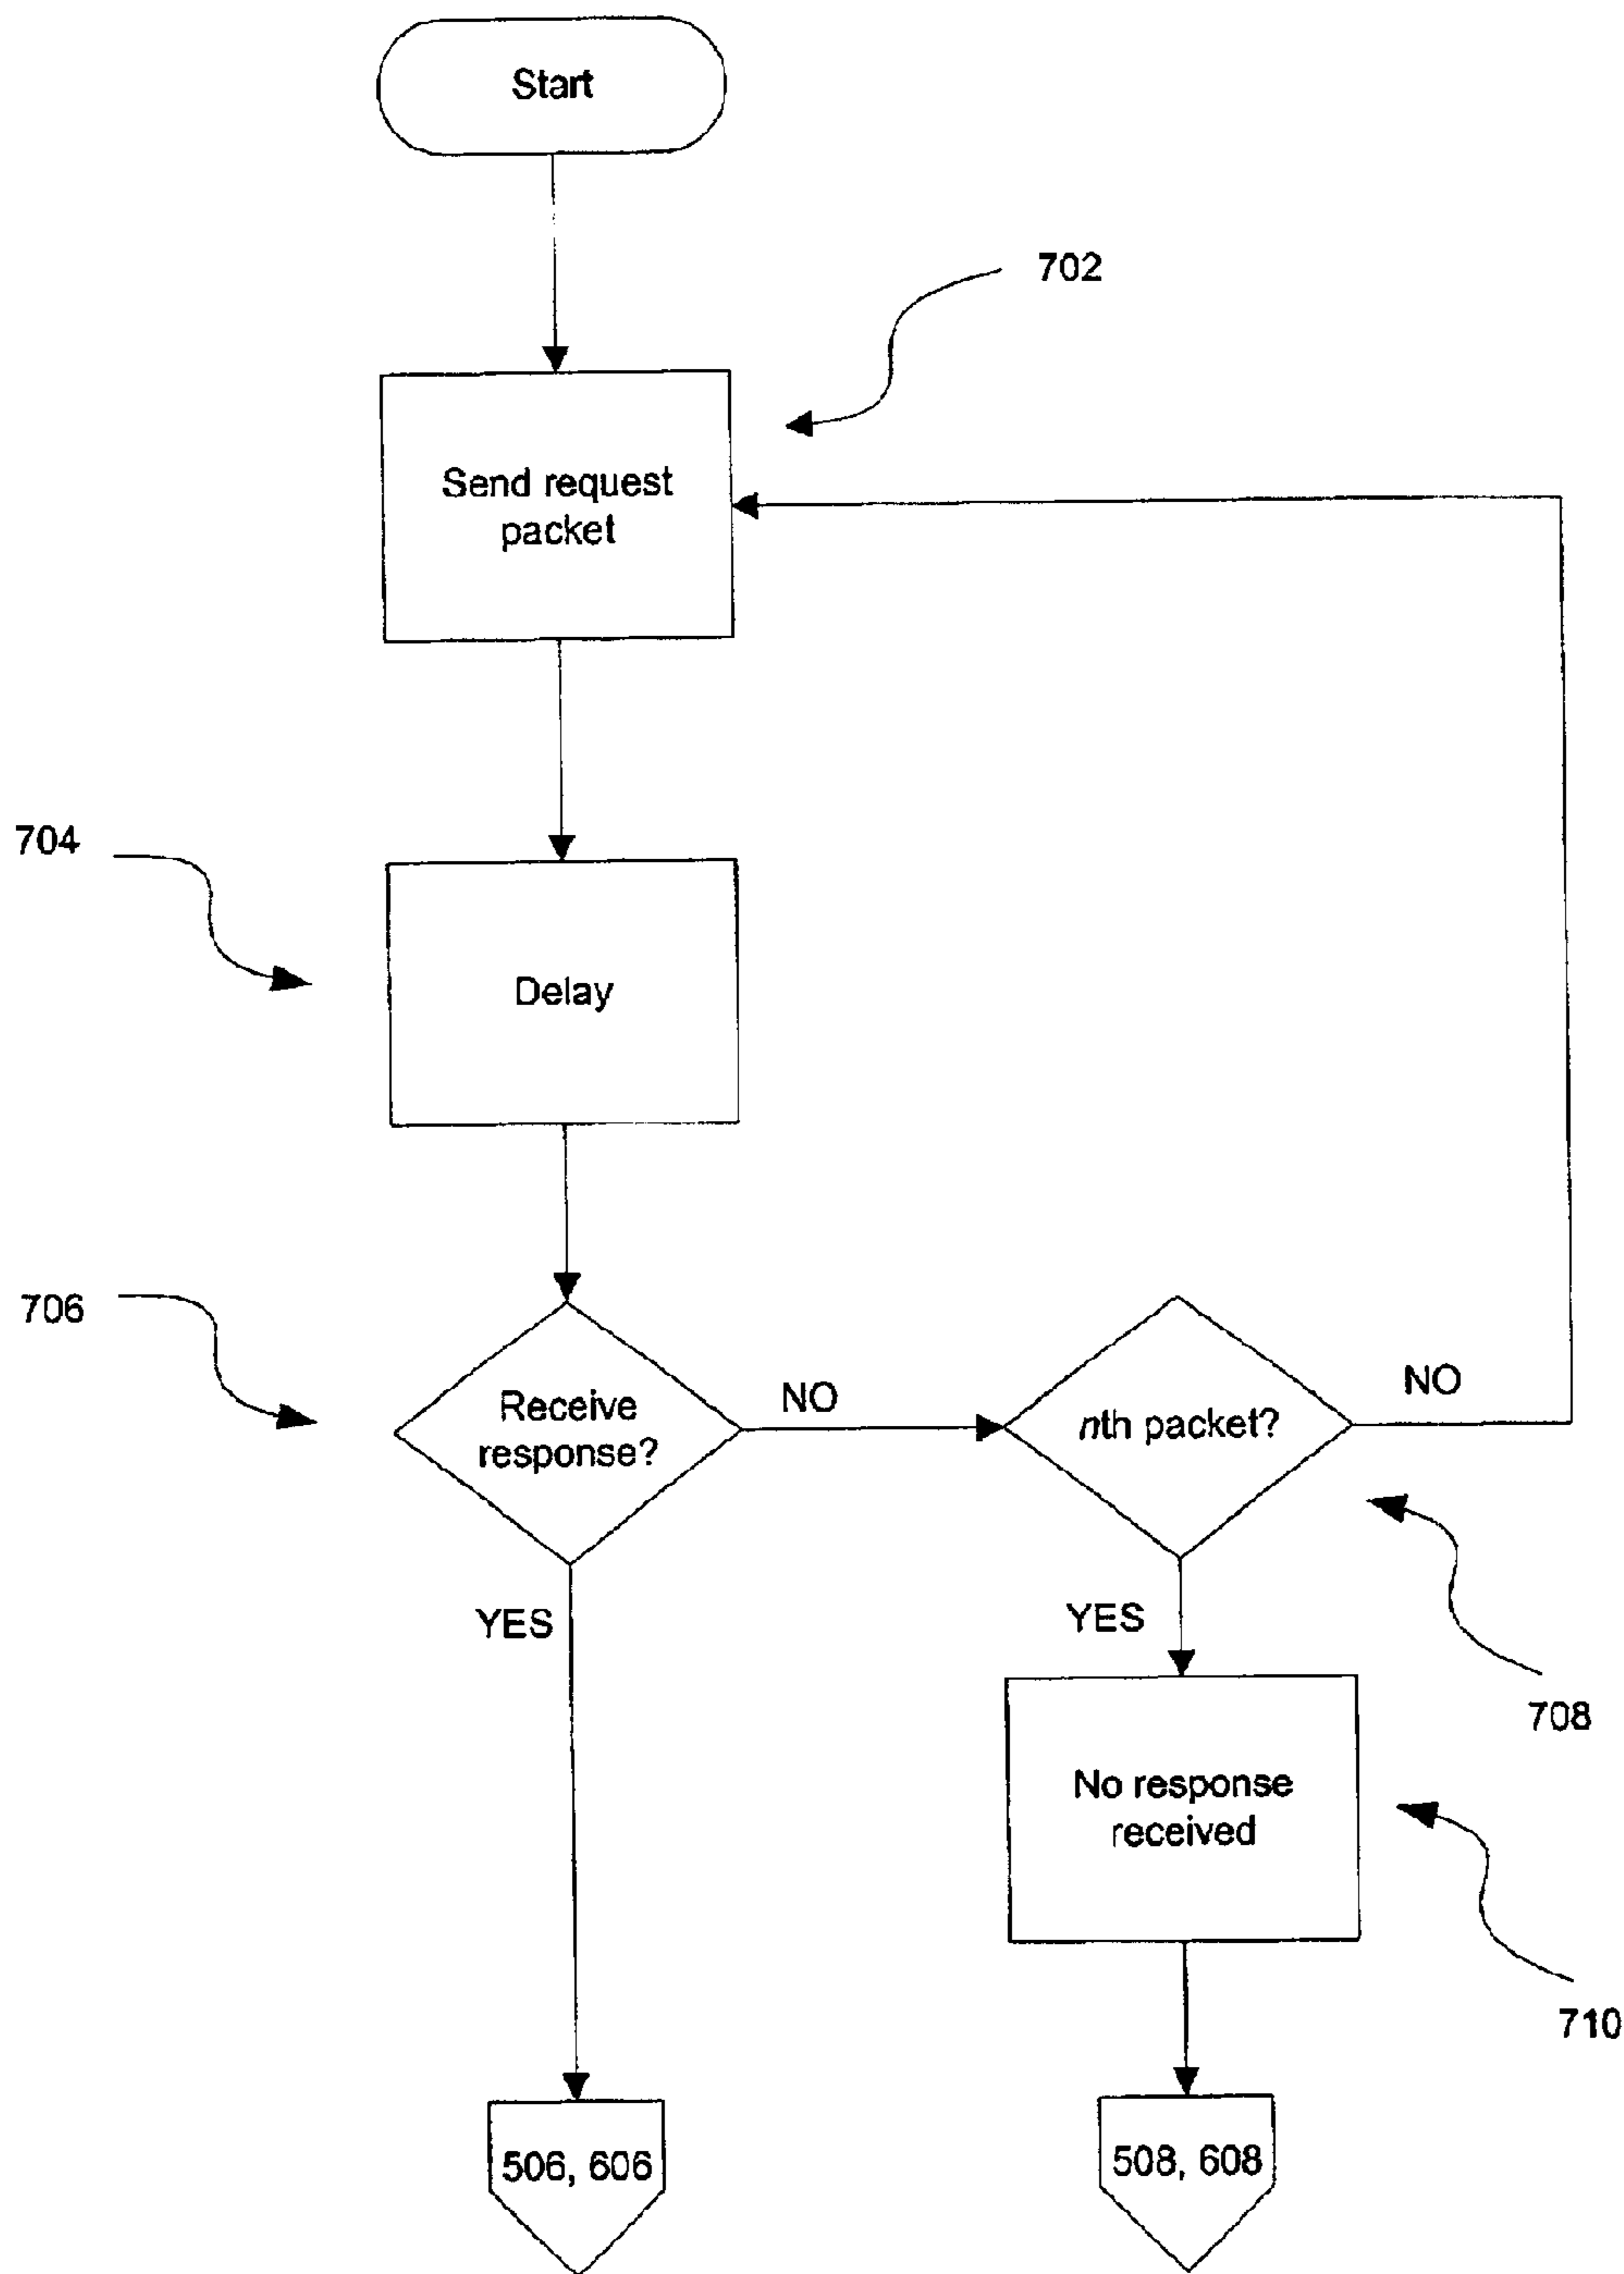 Start
702
Send request
packet
704
Delay
706
Receive
response?
NO
nth packet?
NO
YES
YES
708
No response
received
710
506, 606
508, 608